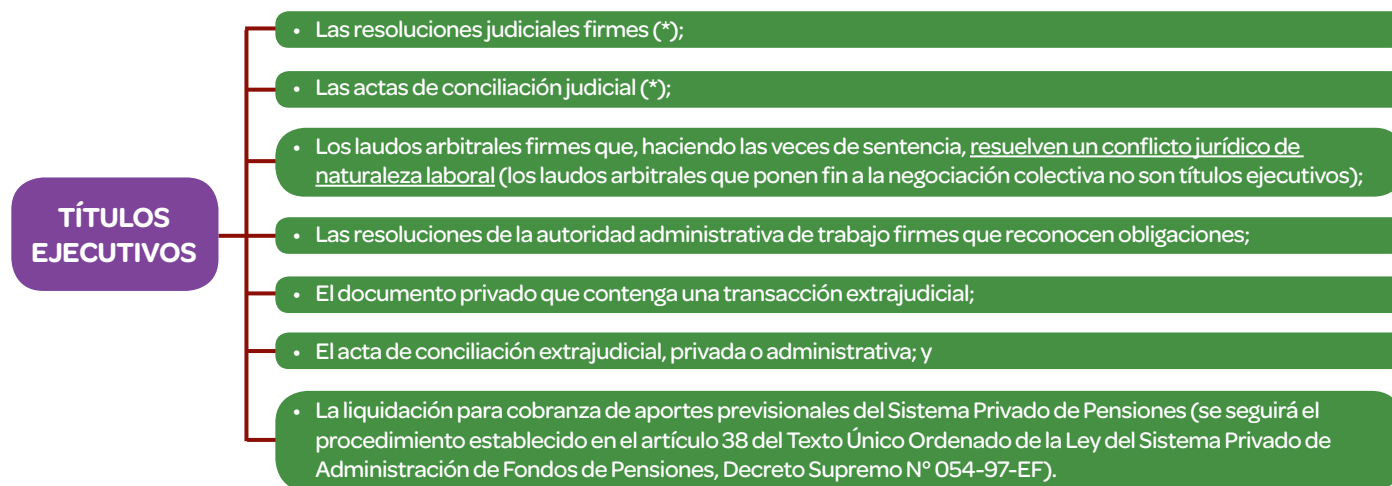 • Las resoluciones judiciales firmes (*);
• Las actas de conciliación judicial (*);
• Los laudos arbitrales firmes que, haciendo las veces de sentencia, resuelven un conflicto jurídico de
naturaleza laboral (los laudos arbitrales que ponen fin a la negociación colectiva no son títulos ejecutivos);
TÍTULOS
EJECUTIVOS
• Las resoluciones de la autoridad administrativa de trabajo firmes que reconocen obligaciones;
• El documento privado que contenga una transacción extrajudicial;
• El acta de conciliación extrajudicial, privada o administrativa; y
• La liquidación para cobranza de aportes previsionales del Sistema Privado de Pensiones (se seguirá el
procedimiento establecido en el artículo 38 del Texto Único Ordenado de la Ley del Sistema Privado de
Administración de Fondos de Pensiones, Decreto Supremo N° 054-97-EF).